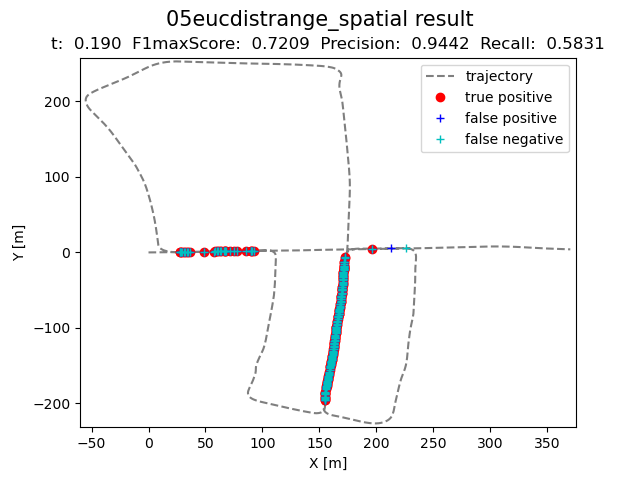 05eucdistrange_spatial result
t: 0.190 F1maxScore: 0.7209 Precision: 0.9442 Recall: 0.5831
trajectory
true positive
false positive
false negative
Y [m]
200
100
0
−100
−200
−50 0 50 100 150 200 250 300 350
X [m]